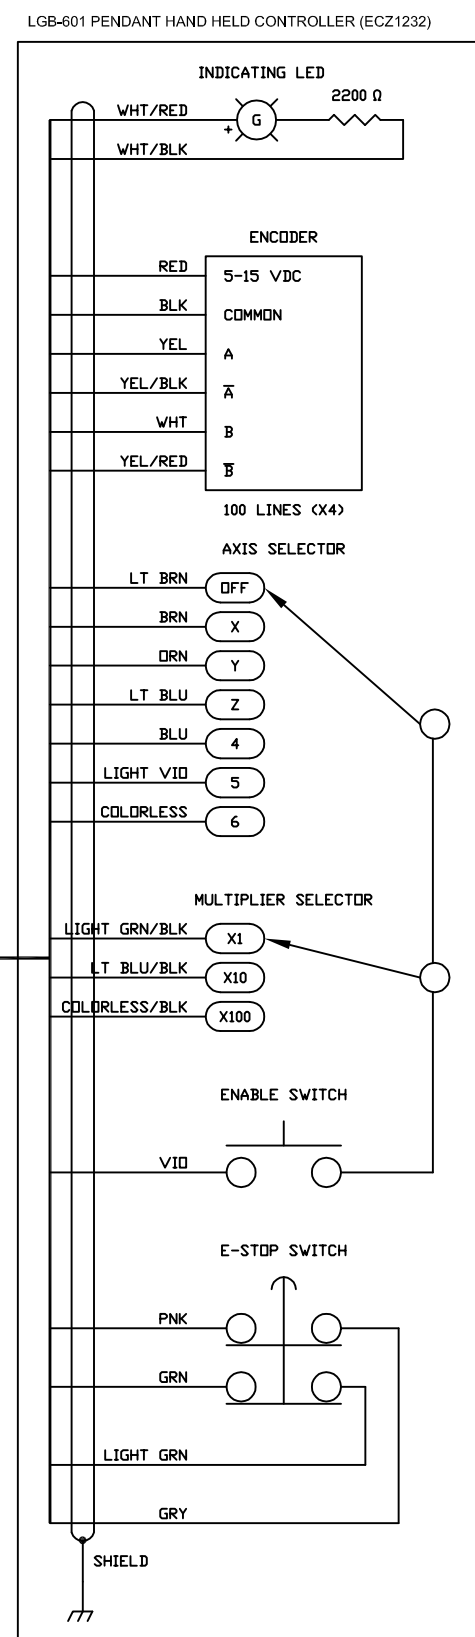 LGB-601 PENDANT HAND HELD CONTROLLER (ECZ1232)
INDICATING LED
2200 Ω
WHT/RED
G
+
WHT/BLK
ENCODER
RED
5-15 VDC
BLK
COMMON
YEL
A
YEL/BLK
A̅
WHT
B
YEL/RED
B̅
100 LINES (X4)
AXIS SELECTOR
LT BRN
OFF
BRN
X
ORN
Y
LT BLU
Z
BLU
4
LIGHT VIO
5
COLORLESS
6
MULTIPLIER SELECTOR
LIGHT GRN/BLK
X1
LT BLU/BLK
X10
COLORLESS/BLK
X100
ENABLE SWITCH
VIO
E-STOP SWITCH
PNK
GRN
LIGHT GRN
GRY
SHIELD